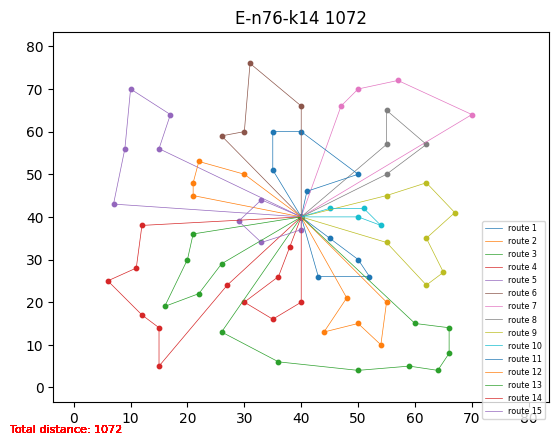 E-n76-k14 1072
80
70
60
50
40
30
20
10
0
0 10 20 30 40 50 60 70 80
route 1
route 2
route 3
route 4
route 5
route 6
route 7
route 8
route 9
route 10
route 11
route 12
route 13
route 14
route 15
Total distance: 1072